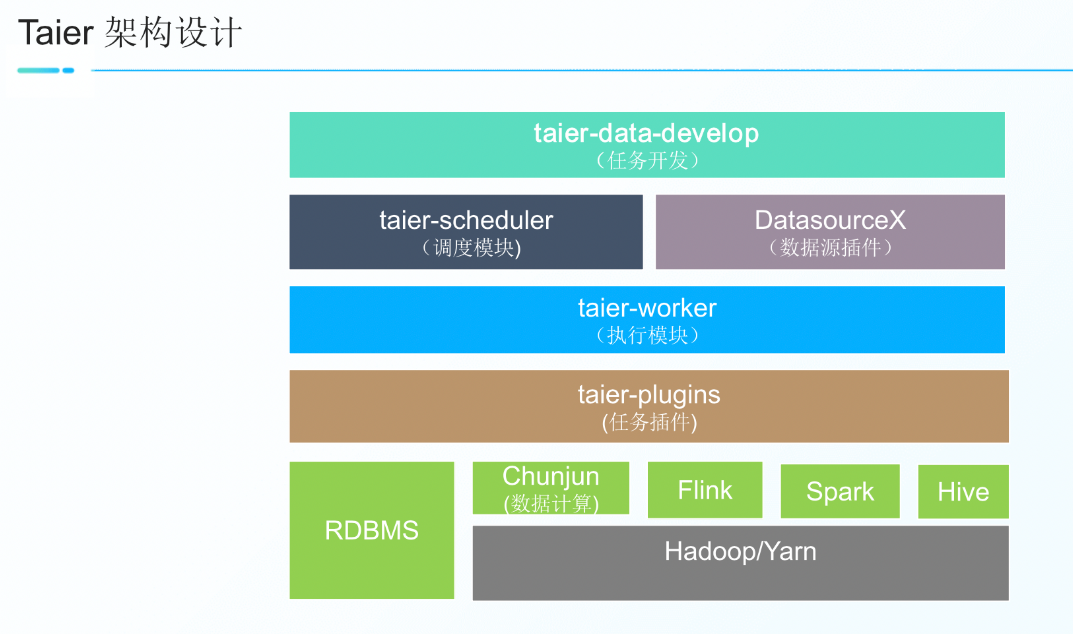 Taier 架构设计
taier-data-develop
（任务开发）
taier-scheduler
（调度模块)
DatasourceX
（数据源插件）
taier-worker
（执行模块）
taier-plugins
(任务插件)
RDBMS
Chunjun
(数据计算)
Flink
Spark
Hive
Hadoop/Yarn